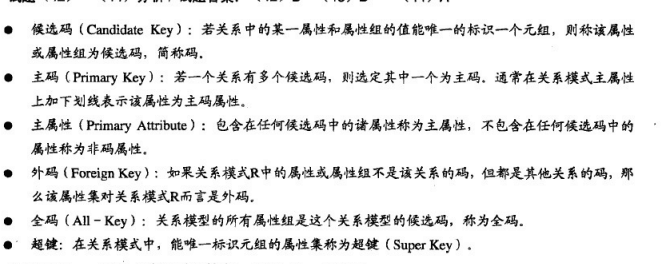 ● 候选码（Candidate Key）：若关系中的某一属性和属性组的值能唯一的标识一个元组，则称该属性
或属性组为候选码，简称码。
● 主码（Primary Key）：若一个关系有多个候选码，则选定其中一个为主码。通常在关系模式主属性
上加下划线表示该属性为主码属性。
● 主属性（Primary Attribute）：包含在任何候选码中的诸属性称为主属性，不包含在任何候选码中的
属性称为非码属性。
● 外码（Foreign Key）：如果关系模式R中的属性或属性组不是该关系的码，但都是其他关系的码，那
么该属性集对关系模式R而言是外码。
● 全码（All－Key）：关系模型的所有属性组是这个关系模型的候选码，称为全码。
● 超键：在关系模式中，能唯一标识元组的属性集称为超键（Super Key）。